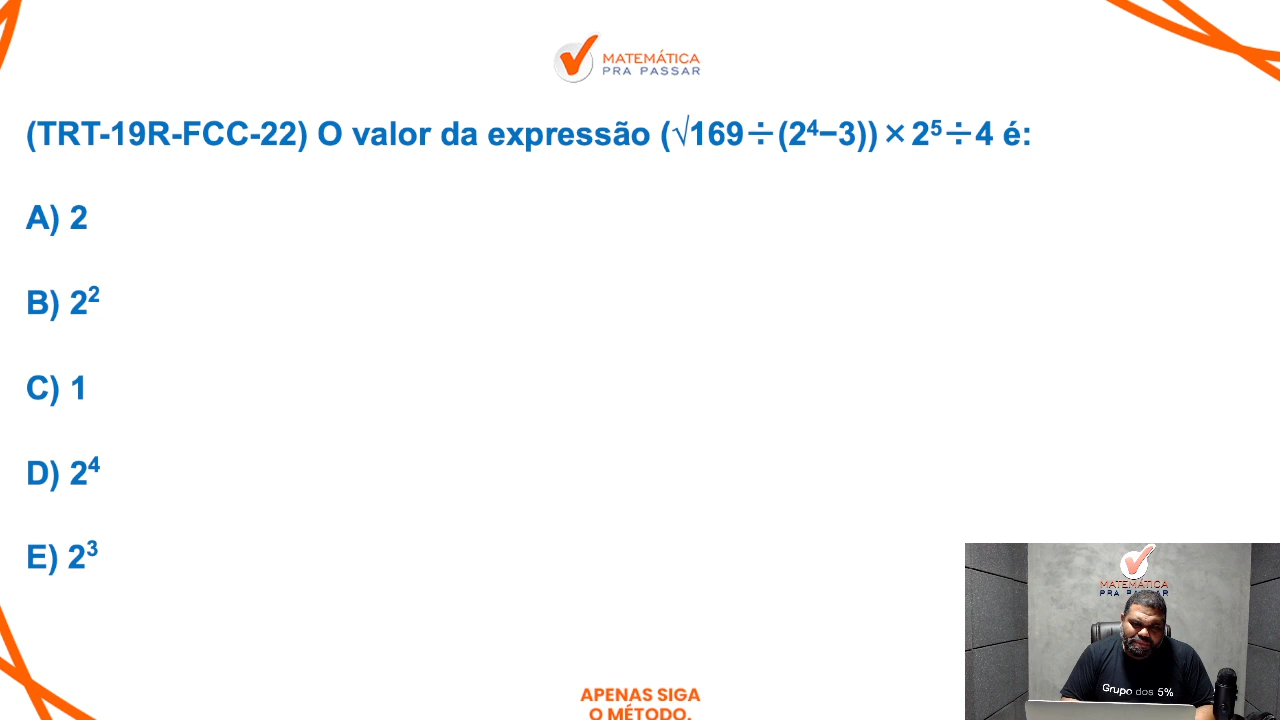 MATEMÁTICA
PRA PASSAR
(TRT-19R-FCC-22) O valor da expressão (√169÷(2⁴−3))×2⁵÷4 é:
A) 2
B) 2²
C) 1
D) 2⁴
E) 2³
MATEMÁTICA
PRA PASSAR
Grupo dos 5%
APENAS SIGA
O MÉTODO.